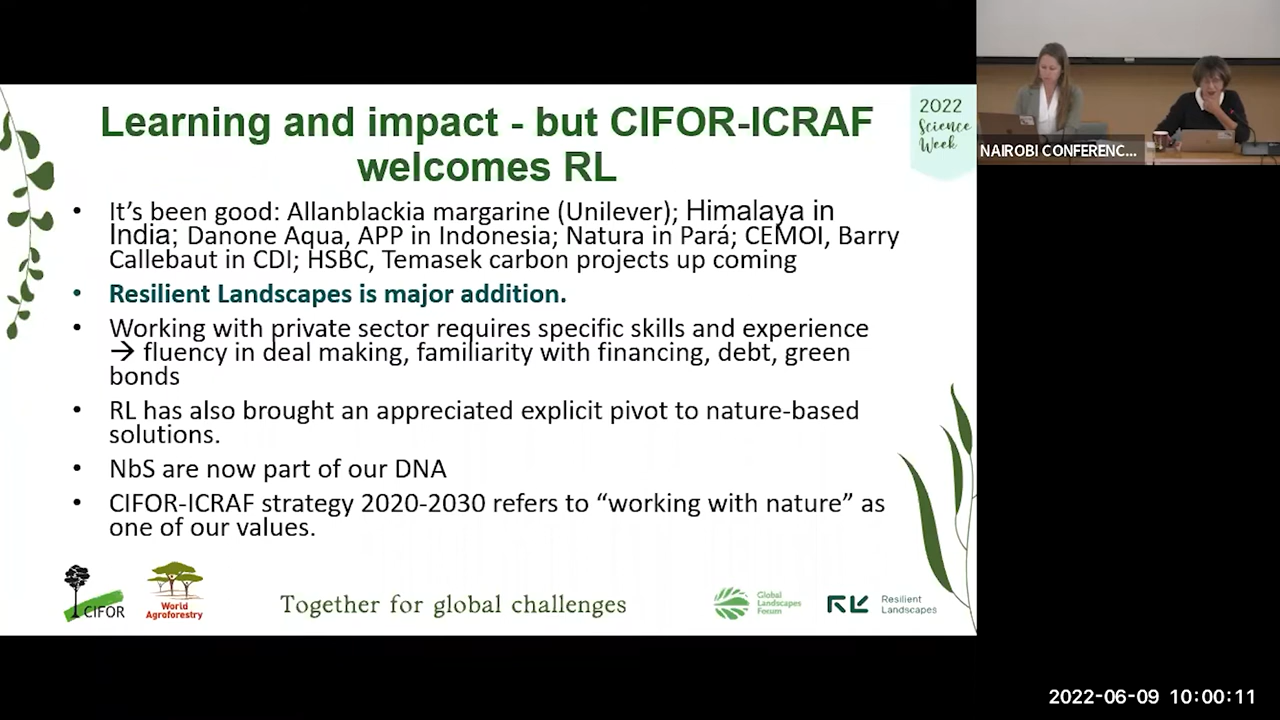 Learning and impact - but CIFOR-ICRAF
welcomes RL
2022
Science
Week
NAIROBI CONFERENC...
• It’s been good: Allanblackia margarine (Unilever); Himalaya in
India; Danone Aqua, APP in Indonesia; Natura in Pará; CEMOI, Barry
Callebaut in CDI; HSBC, Temasek carbon projects up coming
• Resilient Landscapes is major addition.
• Working with private sector requires specific skills and experience
→ fluency in deal making, familiarity with financing, debt, green
bonds
• RL has also brought an appreciated explicit pivot to nature-based
solutions.
• NbS are now part of our DNA
• CIFOR-ICRAF strategy 2020-2030 refers to “working with nature” as
one of our values.
CIFOR
World
Agroforestry
Together for global challenges
Global
Landscapes
Forum
RL
Resilient
Landscapes
2022-06-09 10:00:11